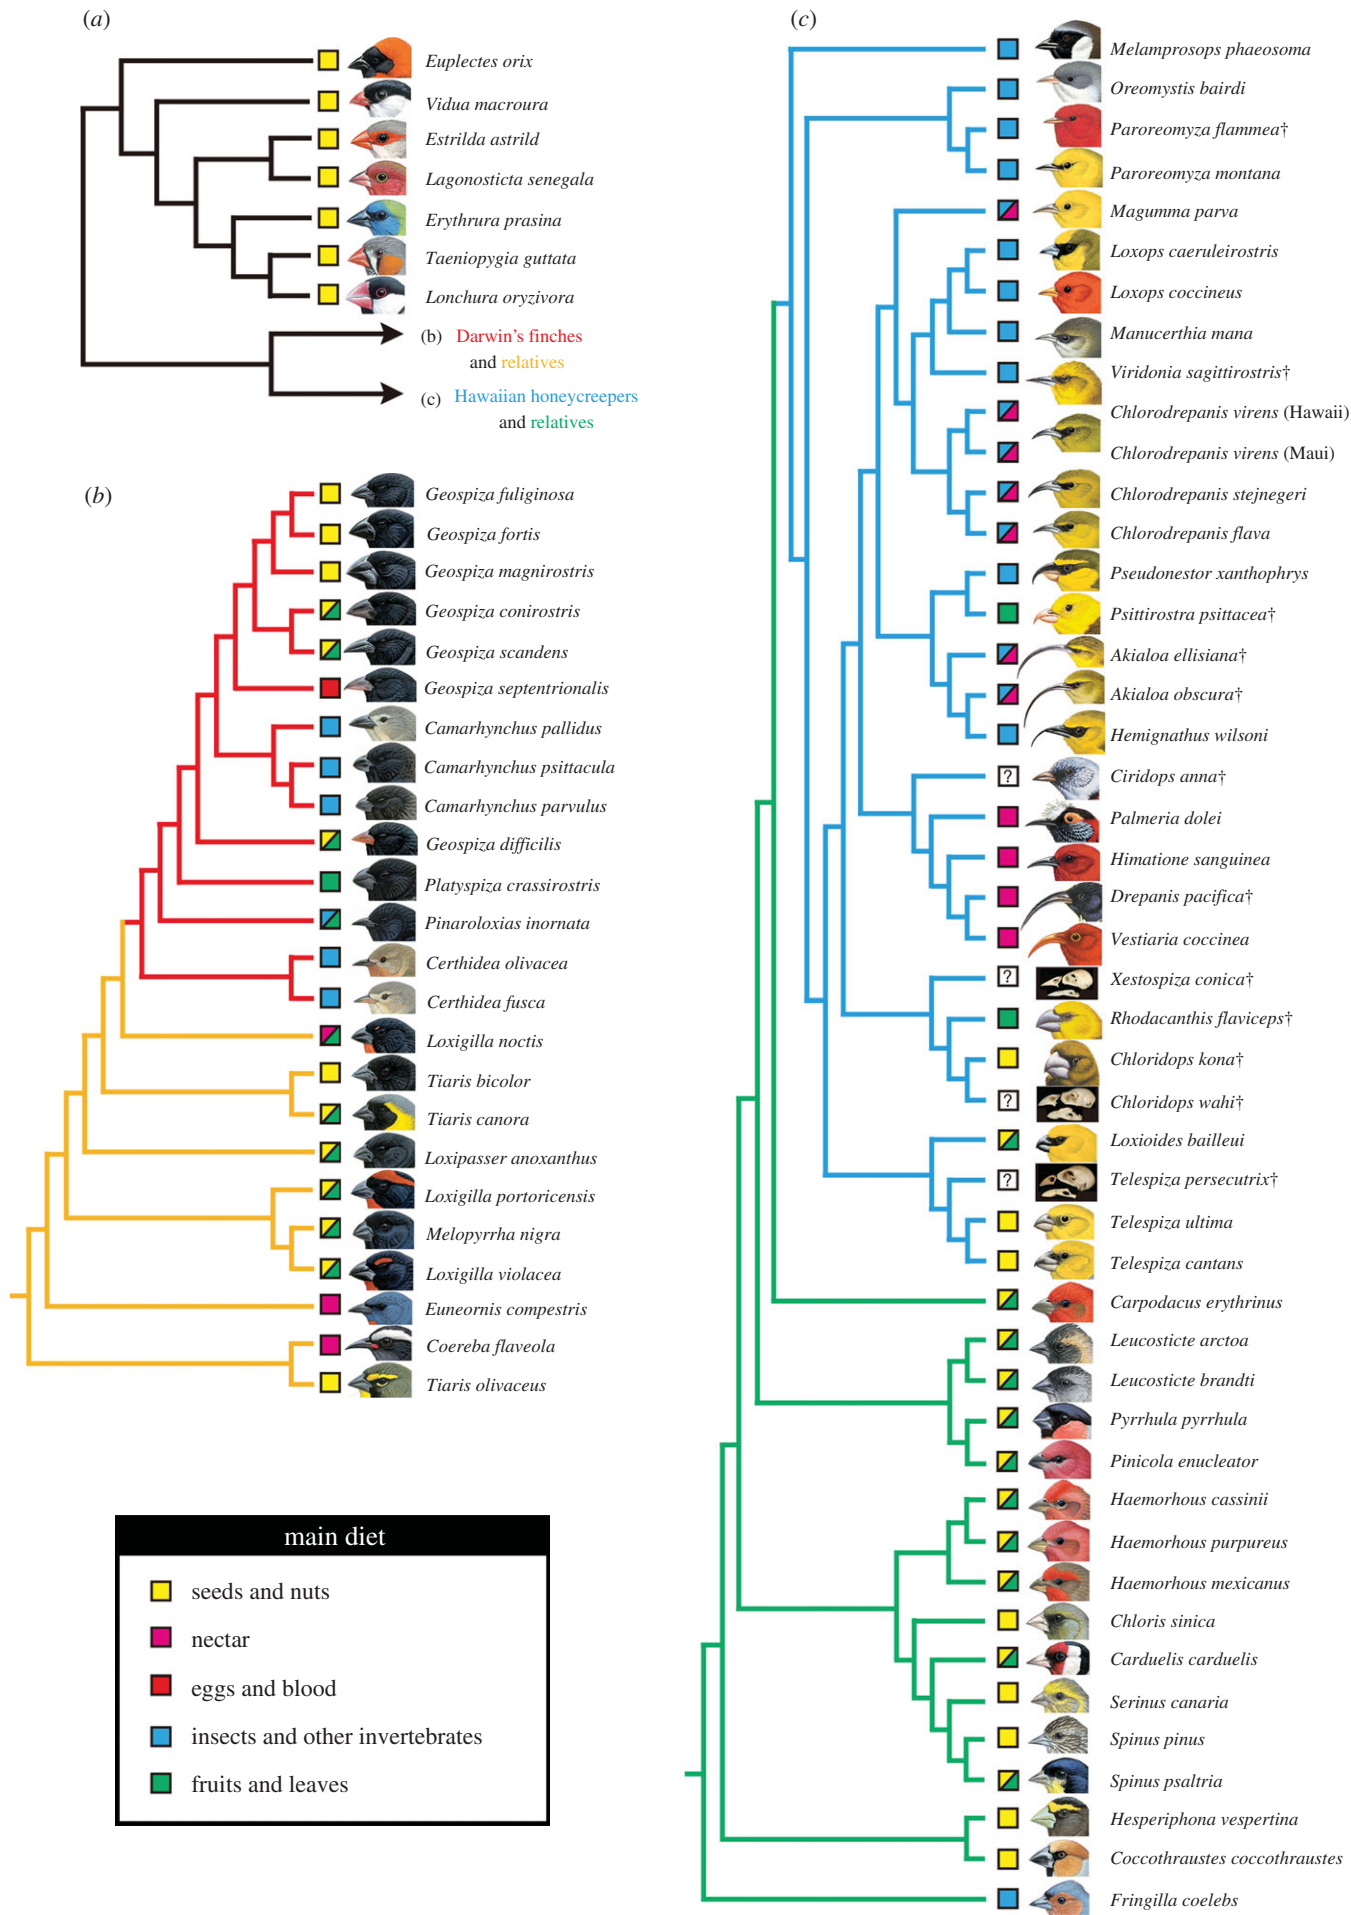 (a)
Euplectes orix
Vidua macroura
Estrilda astrild
Lagonosticta senegala
Erythrura prasina
Taeniopygia guttata
Lonchura oryzivora
(b) Darwin's finches
and relatives
(c) Hawaiian honeycreepers
and relatives
(b)
Geospiza fuliginosa
Geospiza fortis
Geospiza magnirostris
Geospiza conirostris
Geospiza scandens
Geospiza septentrionalis
Camarhynchus pallidus
Camarhynchus psittacula
Camarhynchus parvulus
Geospiza difficilis
Platyspiza crassirostris
Pinaroloxias inornata
Certhidea olivacea
Certhidea fusca
Loxigilla noctis
Tiaris bicolor
Tiaris canora
Loxipasser anoxanthus
Loxigilla portoricensis
Melopyrrha nigra
Loxigilla violacea
Euneornis compestris
Coereba flaveola
Tiaris olivaceus
main diet
seeds and nuts
nectar
eggs and blood
insects and other invertebrates
fruits and leaves
(c)
Melamprosops phaeosoma
Oreomystis bairdi
Paroreomyza flammea†
Paroreomyza montana
Magumma parva
Loxops caeruleirostris
Loxops coccineus
Manucerthia mana
Viridonia sagittirostris†
Chlorodrepanis virens (Hawaii)
Chlorodrepanis virens (Maui)
Chlorodrepanis stejnegeri
Chlorodrepanis flava
Pseudonestor xanthophrys
Psittirostra psittacea†
Akialoa ellisiana†
Akialoa obscura†
Hemignathus wilsoni
? Ciridops anna†
Palmeria dolei
Himatione sanguinea
Drepanis pacifica†
Vestiaria coccinea
? Xestospiza conica†
Rhodacanthis flaviceps†
Chloridops kona†
? Chloridops wahi†
Loxioides bailleui
? Telespiza persecutrix†
Telespiza ultima
Telespiza cantans
Carpodacus erythrinus
Leucosticte arctoa
Leucosticte brandti
Pyrrhula pyrrhula
Pinicola enucleator
Haemorhous cassinii
Haemorhous purpureus
Haemorhous mexicanus
Chloris sinica
Carduelis carduelis
Serinus canaria
Spinus pinus
Spinus psaltria
Hesperiphona vespertina
Coccothraustes coccothraustes
Fringilla coelebs